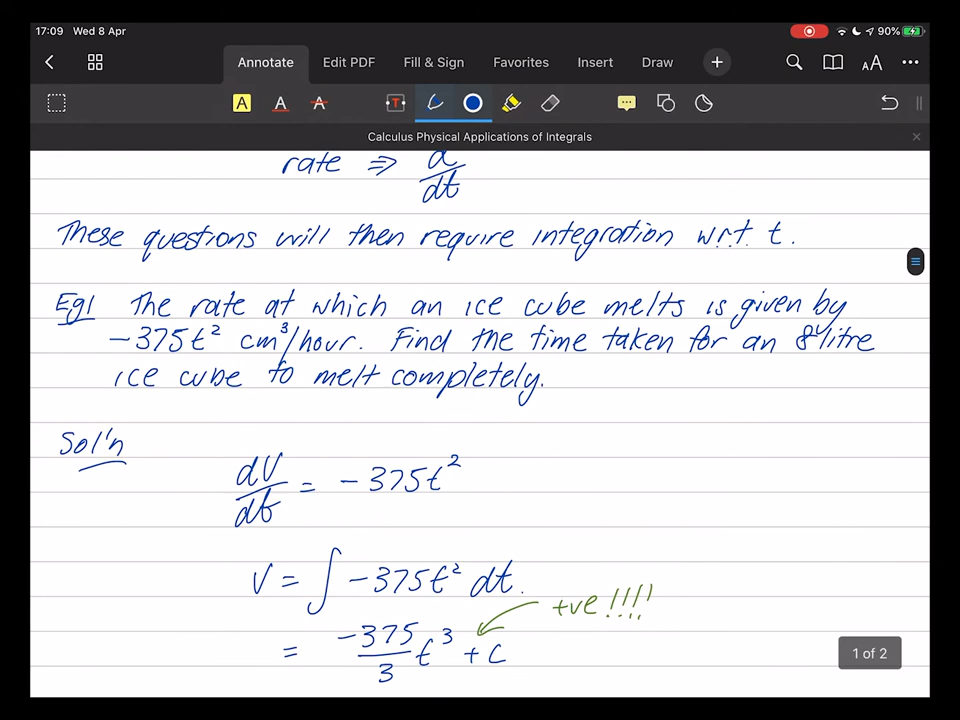 17:09 Wed 8 Apr 90%
Annotate Edit PDF Fill & Sign Favorites Insert Draw
Calculus Physical Applications of Integrals
rate ⇒ d/dt
These questions will then require integration w.r.t. t.
Eg1 The rate at which an ice cube melts is given by
-375t² cm³/hour. Find the time taken for an 8 litre
ice cube to melt completely.
Sol'n
dV/dt = -375t²
V = ∫ -375t² dt.
+ve !!!!
= -375/3 t³ + C
1 of 2